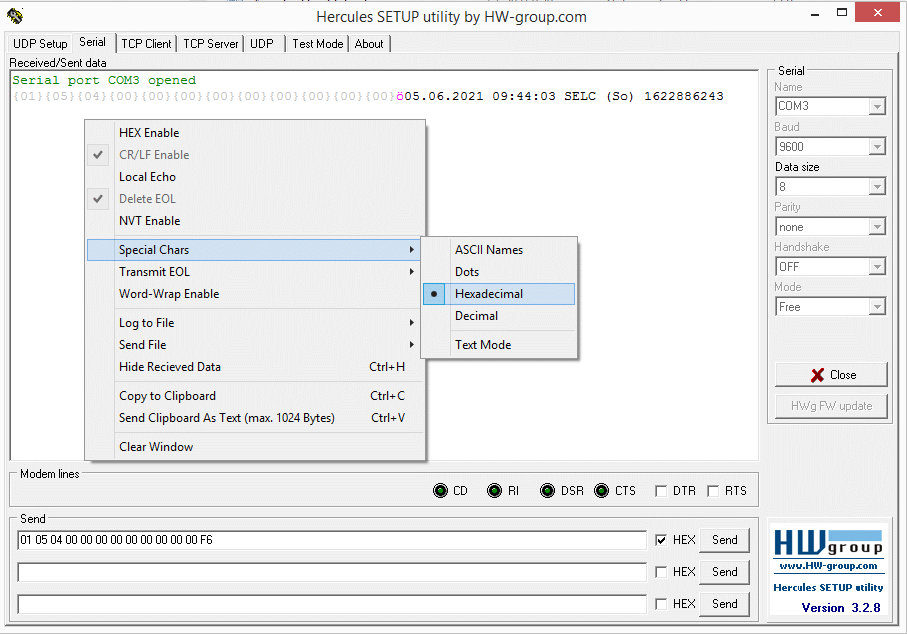 Hercules SETUP utility by HW-group.com
UDP Setup Serial TCP Client TCP Server UDP Test Mode About
Received/Sent data
Serial port COM3 opened
{01}{05}{04}{00}{00}{00}{00}{00}{00}{00}{00}{00}ö05.06.2021 09:44:03 SELC (So) 1622886243
HEX Enable
CR/LF Enable
Local Echo
Delete EOL
NVT Enable
Special Chars
Transmit EOL
Word-Wrap Enable
Log to File
Send File
Hide Recieved Data Ctrl+H
Copy to Clipboard Ctrl+C
Send Clipboard As Text (max. 1024 Bytes) Ctrl+V
Clear Window
ASCII Names
Dots
Hexadecimal
Decimal
Text Mode
Serial
Name
COM3
Baud
9600
Data size
8
Parity
none
Handshake
OFF
Mode
Free
Close
HWg FW update
Modem lines
CD RI DSR CTS DTR RTS
Send
01 05 04 00 00 00 00 00 00 00 00 00 F6 HEX Send
HEX Send
HEX Send
HW group
www.HW-group.com
Hercules SETUP utility
Version 3.2.8